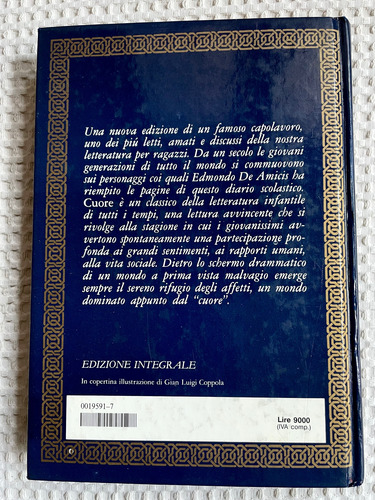 Una nuova edizione di un famoso capolavoro,
uno dei piú letti, amati e discussi della nostra
letteratura per ragazzi. Da un secolo le giovani
generazioni di tutto il mondo si commuovono
sui personaggi coi quali Edmondo De Amicis ha
riempito le pagine di questo diario scolastico.
Cuore è un classico della letteratura infantile
di tutti i tempi, una lettura avvincente che si
rivolge alla stagione in cui i giovanissimi av-
vertono spontaneamente una partecipazione pro-
fonda ai grandi sentimenti, ai rapporti umani,
alla vita sociale. Dietro lo schermo drammatico
di un mondo a prima vista malvagio emerge
sempre il sereno rifugio degli affetti, un mondo
dominato appunto dal "cuore".
EDIZIONE INTEGRALE
In copertina illustrazione di Gian Luigi Coppola
0019591-7
Lire 9000
(IVA comp.)